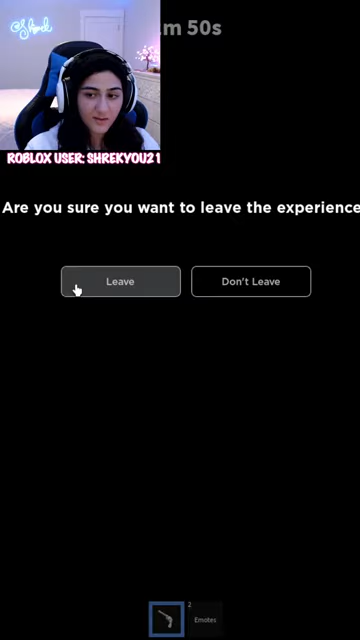 m 50s
ROBLOX USER: SHREKYOU21
Are you sure you want to leave the experience
Leave
Don't Leave
2
Emotes